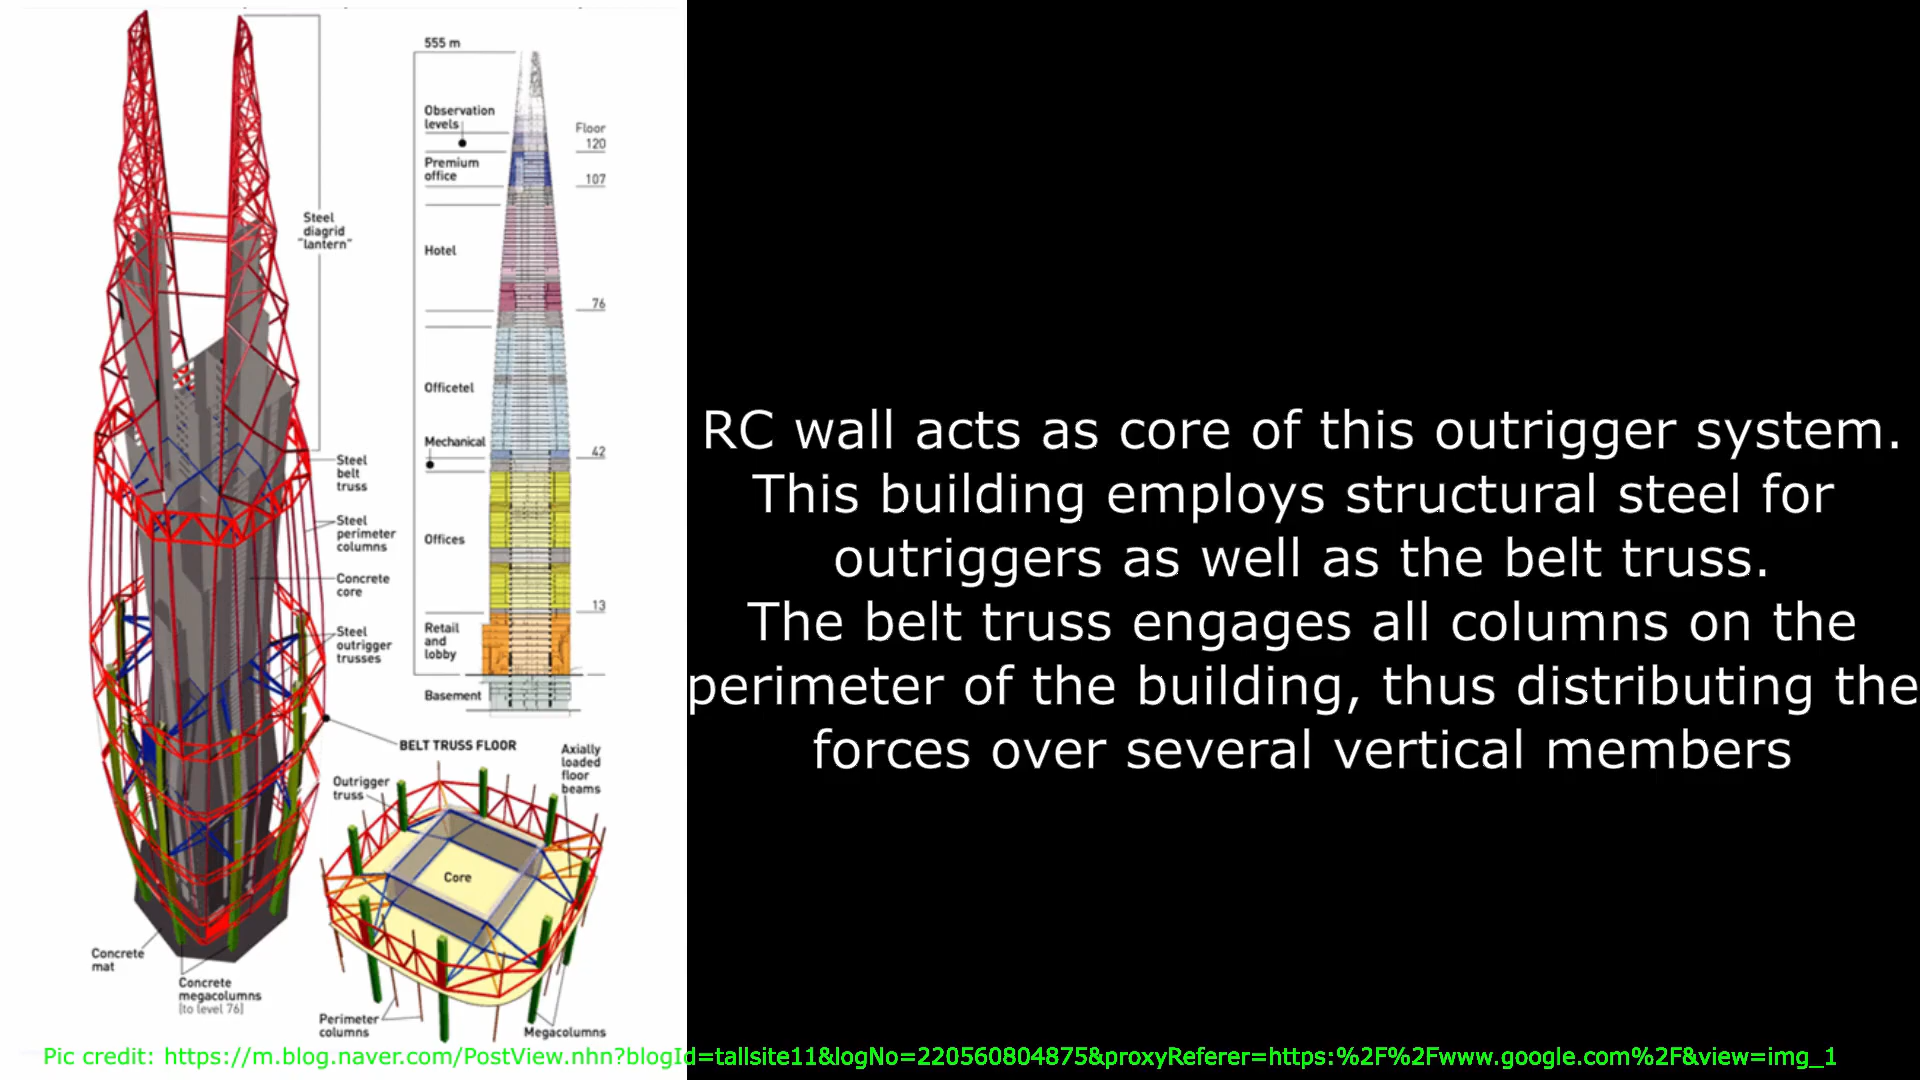 555 m
Observation
levels
Floor
120
Premium
office
107
Steel
diagrid
"lantern"
Hotel
76
Officetel
Mechanical
42
Steel
belt
truss
Steel
perimeter
columns
Offices
Concrete
core
13
Steel
outrigger
trusses
Retail
and
lobby
Basement
BELT TRUSS FLOOR
Axially
loaded
floor
beams
Outrigger
truss
Core
Concrete
mat
Concrete
megacolumns
(to level 76)
Perimeter
columns
Megacolumns
RC wall acts as core of this outrigger system.
This building employs structural steel for
outriggers as well as the belt truss.
The belt truss engages all columns on the
perimeter of the building, thus distributing the
forces over several vertical members
Pic credit: https://m.blog.naver.com/PostView.nhn?blogId=tallsite11&logNo=220560804875&proxyReferer=https:%2F%2Fwww.google.com%2F&view=img_1